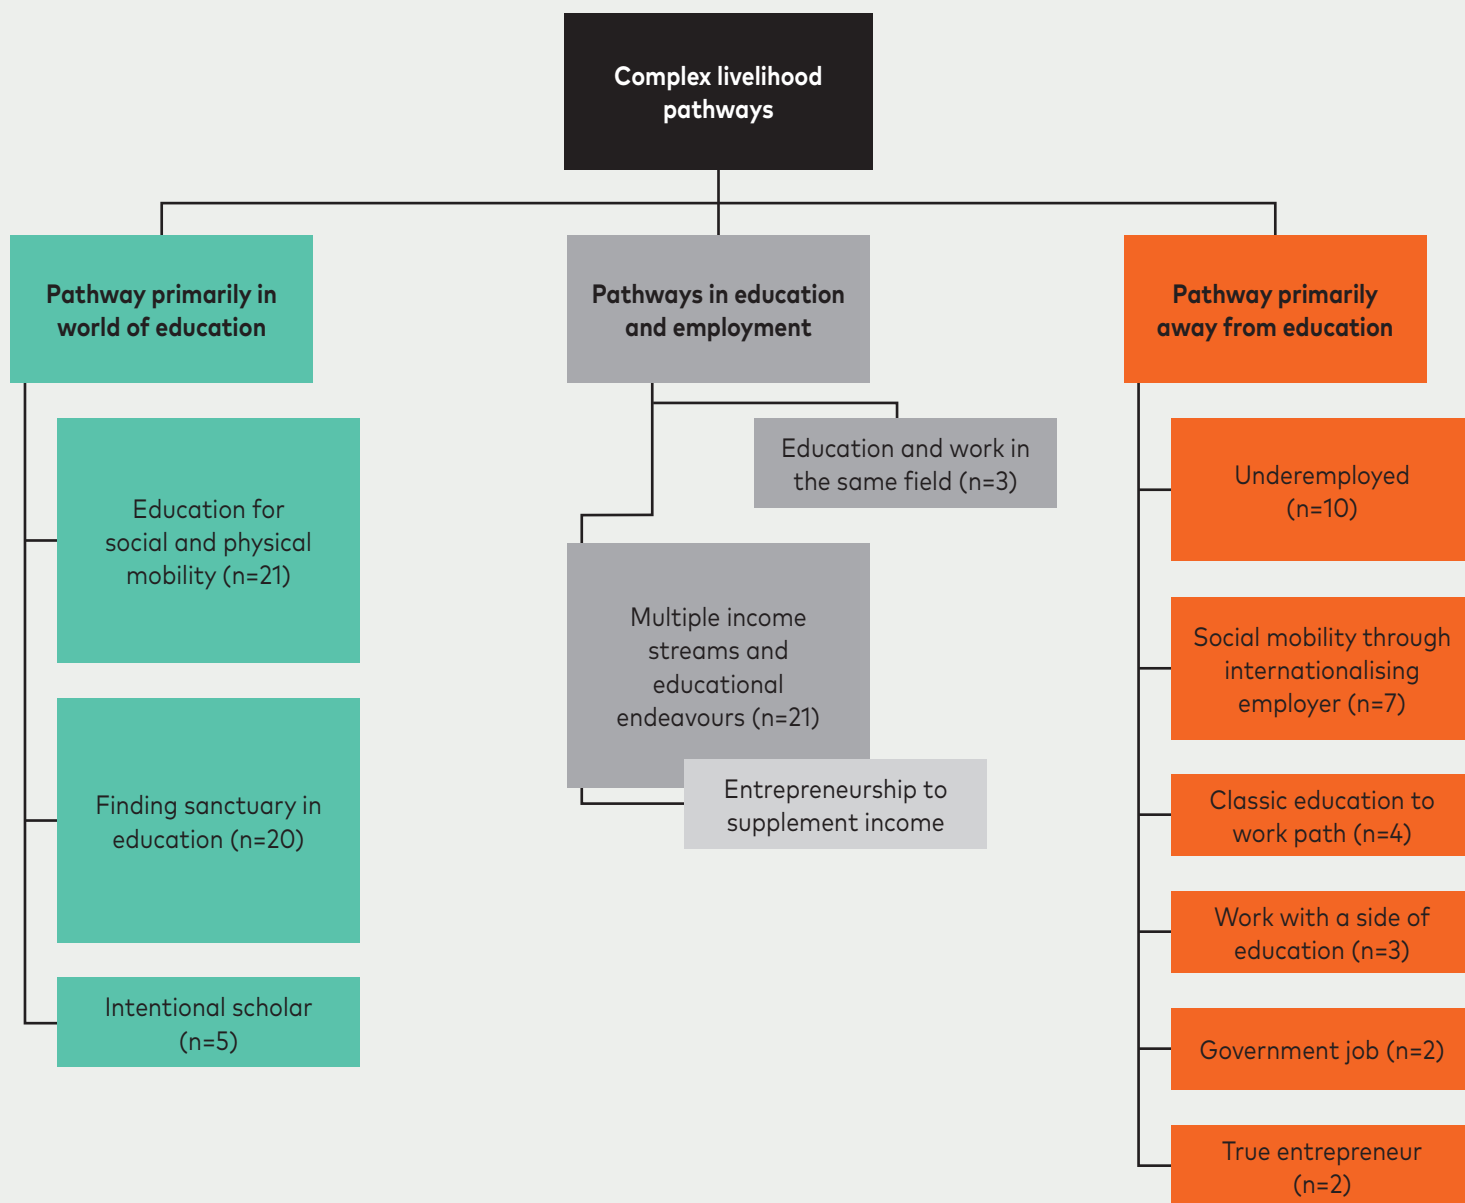 Complex livelihood
pathways
Pathway primarily in
world of education
Education for
social and physical
mobility (n=21)
Finding sanctuary in
education (n=20)
Intentional scholar
(n=5)
Pathways in education
and employment
Education and work in
the same field (n=3)
Multiple income
streams and
educational
endeavours (n=21)
Entrepreneurship to
supplement income
Pathway primarily
away from education
Underemployed
(n=10)
Social mobility through
internationalising
employer (n=7)
Classic education to
work path (n=4)
Work with a side of
education (n=3)
Government job (n=2)
True entrepreneur
(n=2)